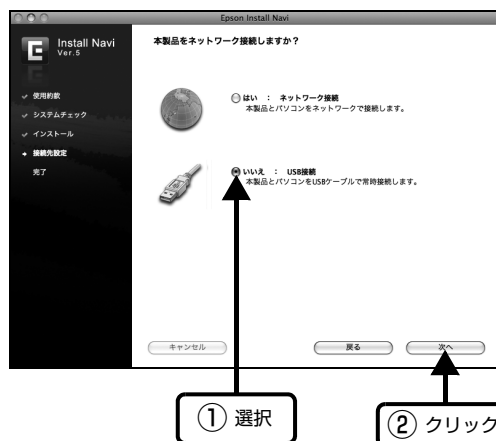 Epson Install Navi
E Install Navi
Ver.5
使用約款
システムチェック
インストール
接続先設定
完了
本製品をネットワーク接続しますか？
はい ： ネットワーク接続
本製品とパソコンをネットワークで接続します。
いいえ ： USB接続
本製品とパソコンをUSBケーブルで常時接続します。
キャンセル
戻る
次へ
① 選択
② クリック